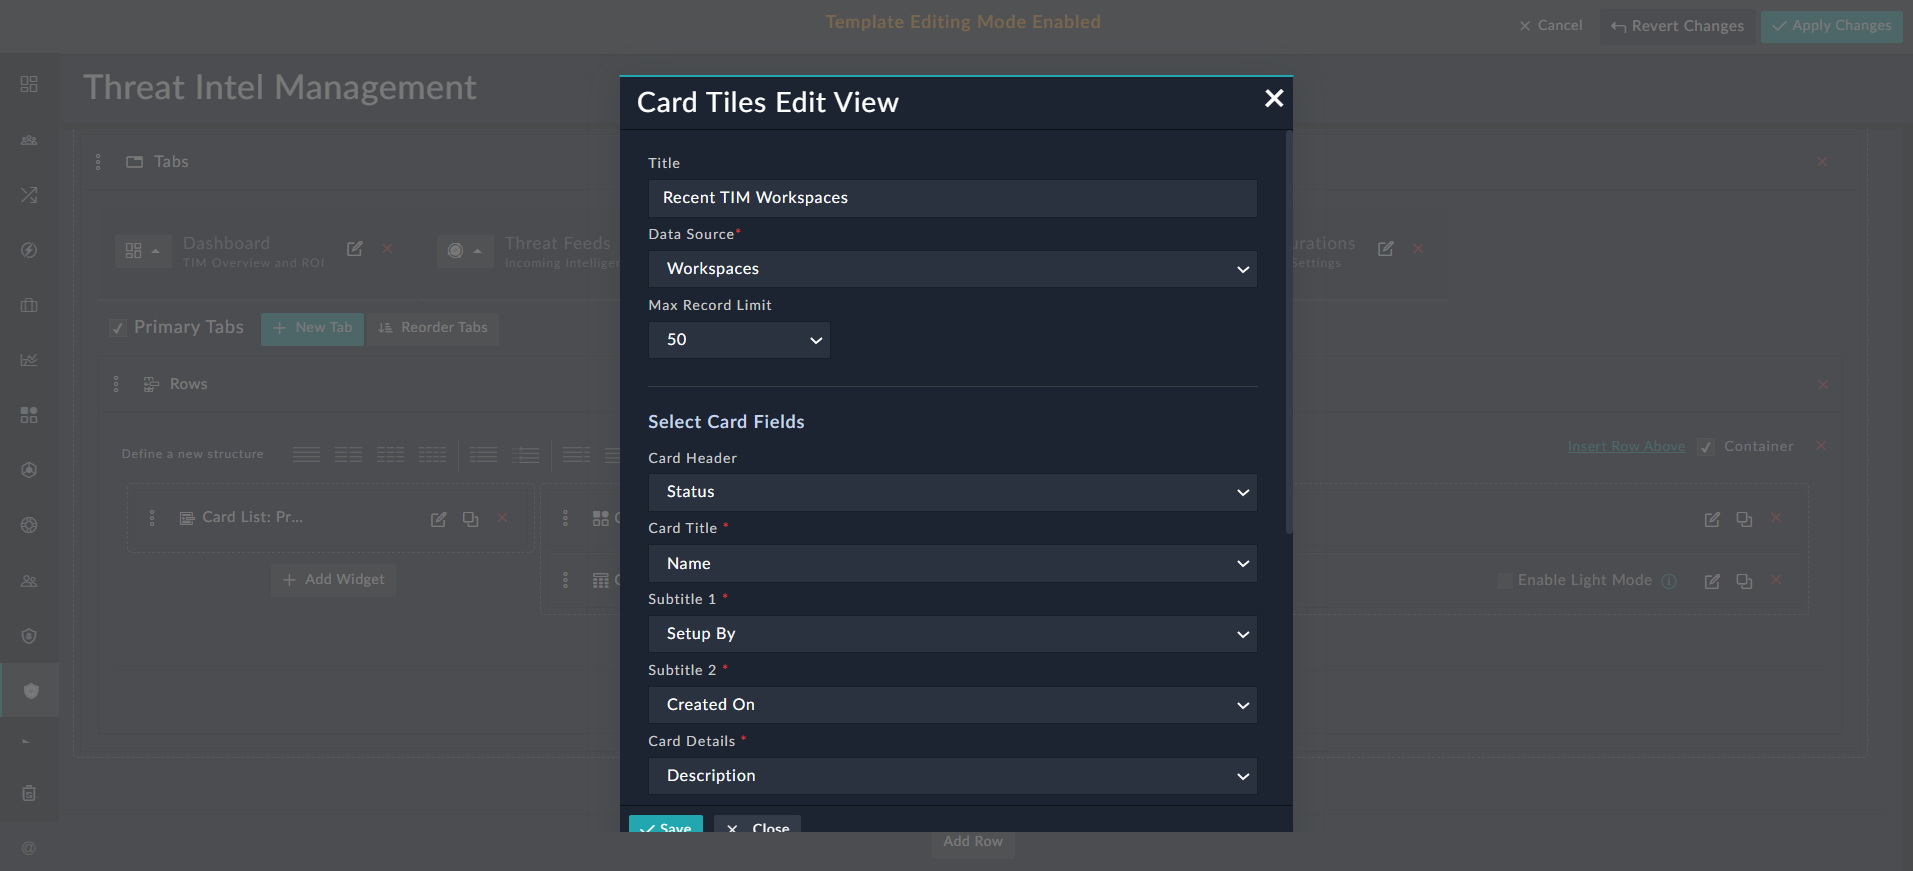 Template Editing Mode Enabled
Cancel
Revert Changes
Apply Changes
Threat Intel Management
Card Tiles Edit View
Tabs
Title
Recent TIM Workspaces
Data Source*
Dashboard
TIM Overview and ROI
Threat Feeds
Incoming
Settings
Workspaces
Max Record Limit
50
Primary Tabs
New Tab
Reorder Tabs
Rows
Select Card Fields
Define a new structure
Insert Row Above
Container
Card Header
Status
Card List: Pr...
Card Title *
Name
Add Widget
Enable Light Mode
Subtitle 1 *
Setup By
Subtitle 2 *
Created On
Card Details *
Description
Save
Close
Add Row